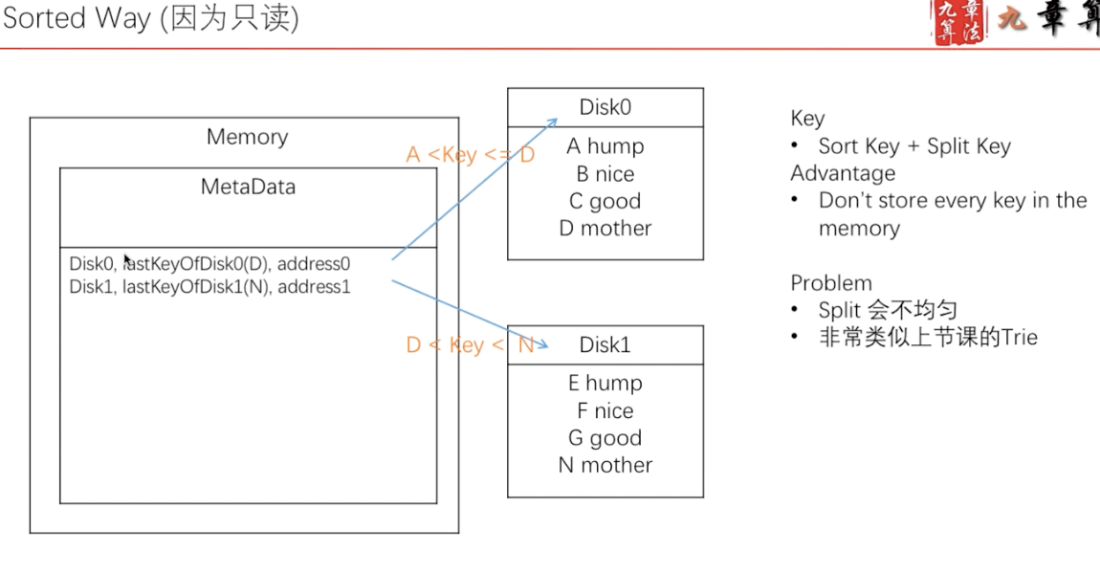 Sorted Way (因为只读)
九章
算法
九章算
Memory
MetaData
Disk0, lastKeyOfDisk0(D), address0
Disk1, lastKeyOfDisk1(N), address1
A <Key <= D
D < Key < N
Disk0
A hump
B nice
C good
D mother
Disk1
E hump
F nice
G good
N mother
Key
• Sort Key + Split Key
Advantage
• Don't store every key in the
memory
Problem
• Split 会不均匀
• 非常类似上节课的Trie